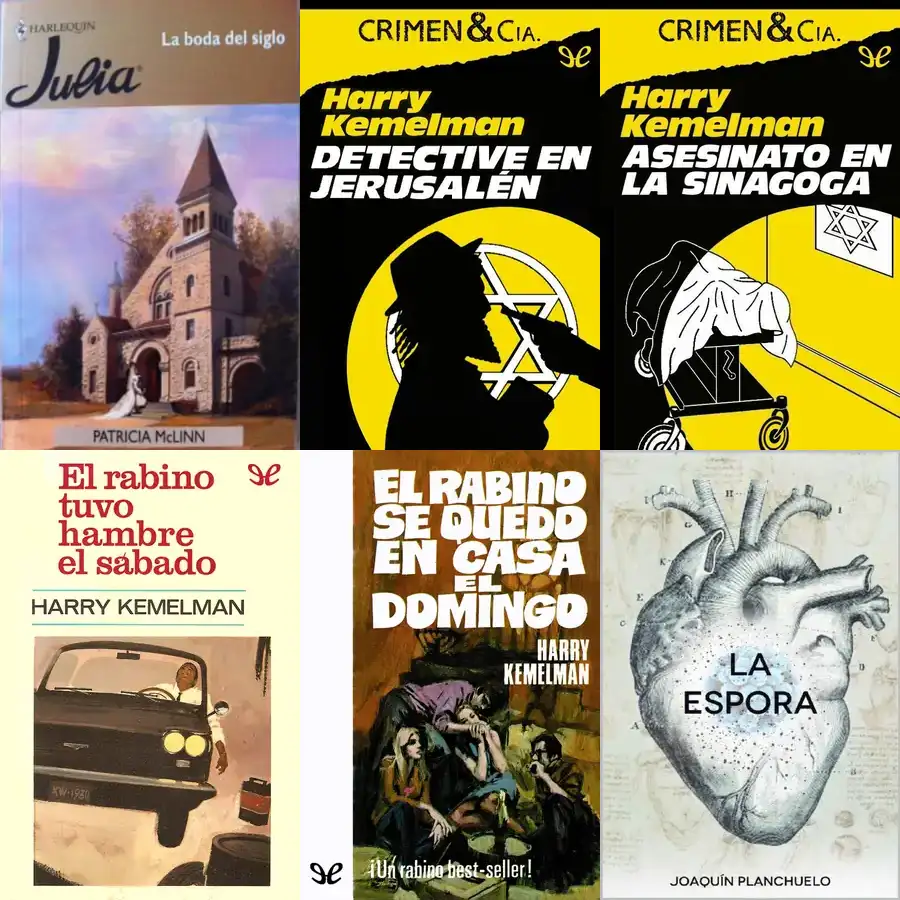 HARLEQUIN
Julia
La boda del siglo
PATRICIA McLINN
CRIMEN & CIA.
Harry
Kemelman
DETECTIVE EN
JERUSALÉN
CRIMEN & CIA.
Harry
Kemelman
ASESINATO EN
LA SINAGOGA
El rabino
tuvo
hambre
el sábado
HARRY KEMELMAN
KW-1980
EL RABINO
SE QUEDO
EN CASA
EL
DOMINGO
HARRY
KEMELMAN
¡Un rabino best-seller!
LA
ESPORA
JOAQUÍN PLANCHUELO